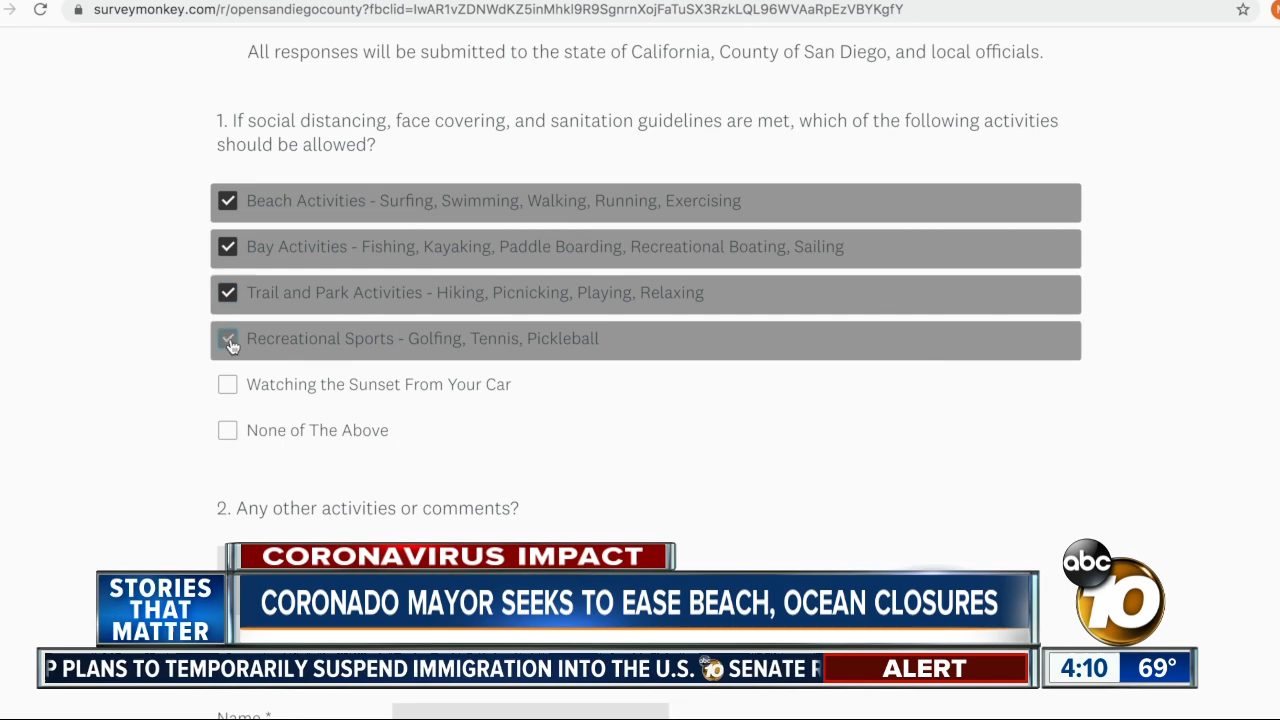 surveymonkey.com/r/opensandiegocounty?fbclid=IwAR1vZDNWdKZ5inMhkI9R9SgnrnXojFaTuSX3RzkLQL96WVAaRpEzVBYKgfY
All responses will be submitted to the state of California, County of San Diego, and local officials.
1. If social distancing, face covering, and sanitation guidelines are met, which of the following activities
should be allowed?
Beach Activities - Surfing, Swimming, Walking, Running, Exercising
Bay Activities - Fishing, Kayaking, Paddle Boarding, Recreational Boating, Sailing
Trail and Park Activities - Hiking, Picnicking, Playing, Relaxing
Recreational Sports - Golfing, Tennis, Pickleball
Watching the Sunset From Your Car
None of The Above
2. Any other activities or comments?
CORONAVIRUS IMPACT
STORIES
THAT
MATTER
CORONADO MAYOR SEEKS TO EASE BEACH, OCEAN CLOSURES
abc
10
P PLANS TO TEMPORARILY SUSPEND IMMIGRATION INTO THE U.S. abc 10 SENATE R
ALERT
4:10 69°
Name *